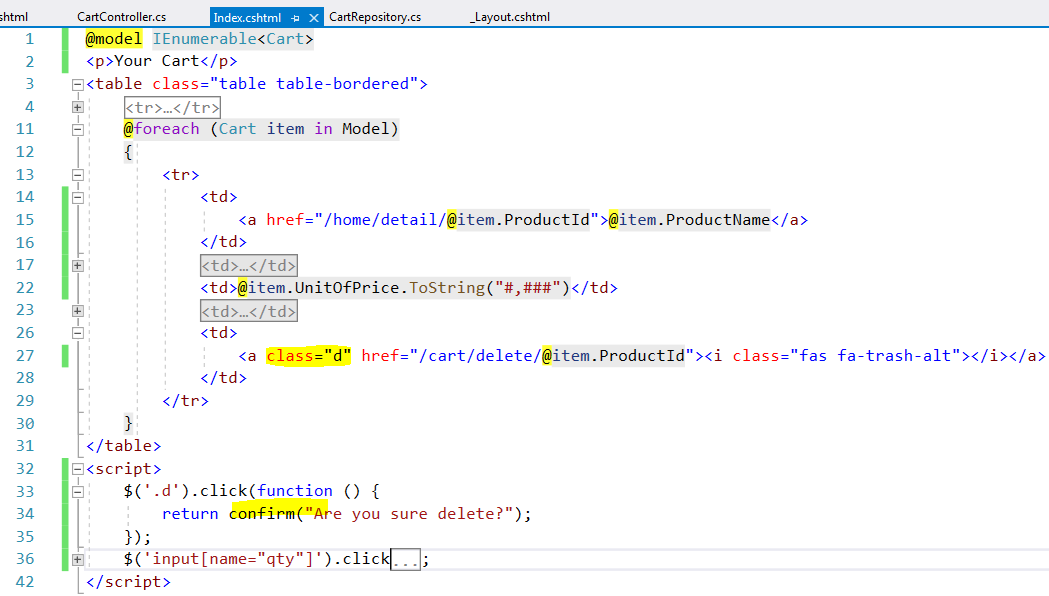 shtml CartController.cs Index.cshtml CartRepository.cs _Layout.cshtml
1 @model IEnumerable<Cart>
2 <p>Your Cart</p>
3 <table class="table table-bordered">
4 <tr>...</tr>
11 @foreach (Cart item in Model)
12 {
13 <tr>
14 <td>
15 <a href="/home/detail/@item.ProductId">@item.ProductName</a>
16 </td>
17 <td>...</td>
22 <td>@item.UnitOfPrice.ToString("#,###")</td>
23 <td>...</td>
26 <td>
27 <a class="d" href="/cart/delete/@item.ProductId"><i class="fas fa-trash-alt"></i></a>
28 </td>
29 </tr>
30 }
31 </table>
32 <script>
33 $('.d').click(function () {
34 return confirm("Are you sure delete?");
35 });
36 $('input[name="qty"]').click...;
42 </script>